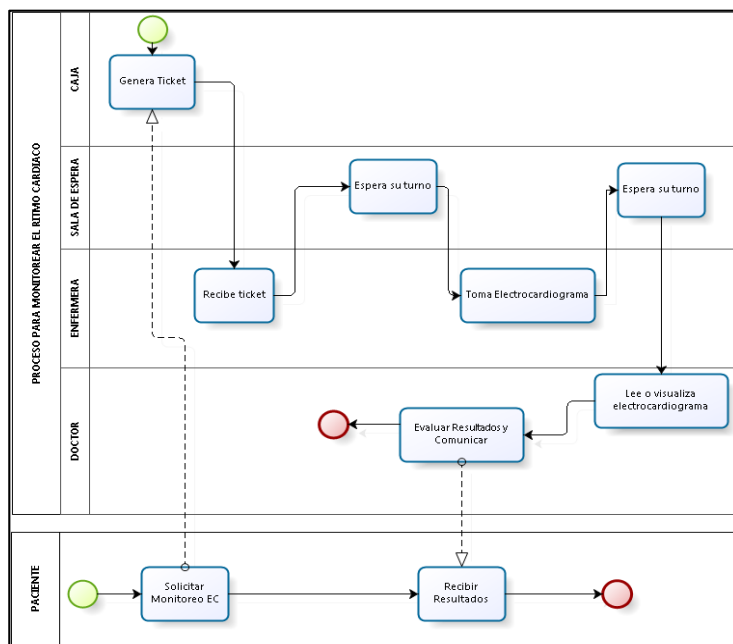 PROCESO PARA MONITOREAR EL RITMO CARDIACO
CAJA
Genera Ticket
SALA DE ESPERA
Espera su turno
Espera su turno
ENFERMERA
Recibe ticket
Toma Electrocardiograma
DOCTOR
Lee o visualiza
electrocardiograma
Evaluar Resultados y
Comunicar
PACIENTE
Solicitar
Monitoreo EC
Recibir
Resultados